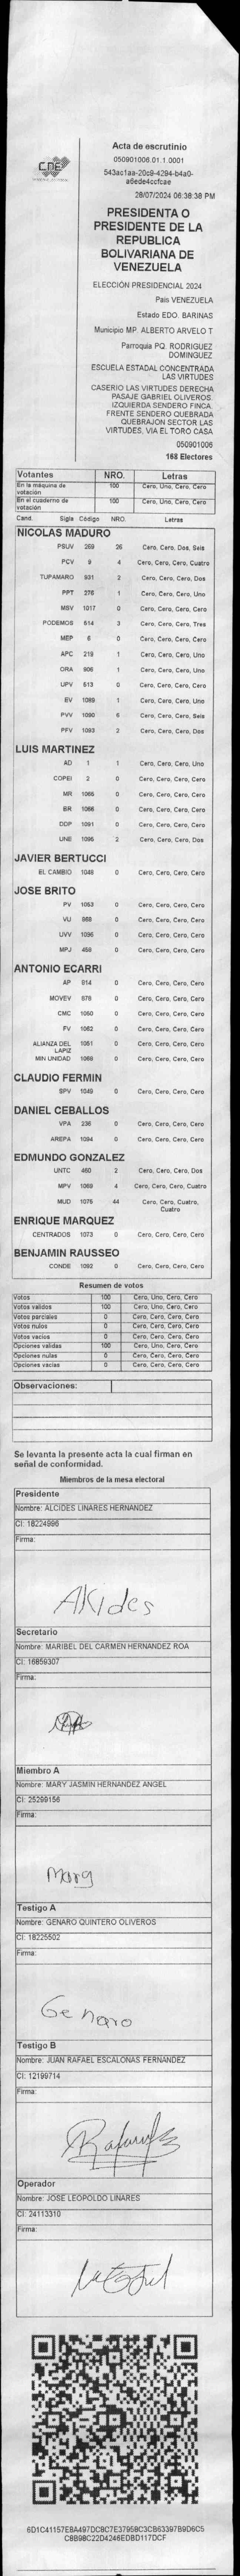 CNE
Acta de escrutinio
050901006.01.1.0001
543ac1aa-20c9-4294-b4a0-
a6ede4ccfcae
28/07/2024 06:38:38 PM
PRESIDENTA O
PRESIDENTE DE LA
REPUBLICA
BOLIVARIANA DE
VENEZUELA
ELECCIÓN PRESIDENCIAL 2024
Pais VENEZUELA
Estado EDO. BARINAS
Municipio MP. ALBERTO ARVELO T
Parroquia PQ. RODRIGUEZ
DOMINGUEZ
ESCUELA ESTADAL CONCENTRADA
LAS VIRTUDES
CASERIO LAS VIRTUDES DERECHA
PASAJE GABRIEL OLIVEROS.
IZQUIERDA SENDERO FINCA.
FRENTE SENDERO QUEBRADA
QUEBRAJON SECTOR LAS
VIRTUDES, VIA EL TORO CASA
050901006
168 Electores
Votantes NRO. Letras
En la máquina de votación 100 Cero, Uno, Cero, Cero
En el cuaderno de votación 100 Cero, Uno, Cero, Cero
Cand. Sigla Código NRO. Letras
NICOLAS MADURO
PSUV 269 26 Cero, Cero, Dos, Seis
PCV 9 4 Cero, Cero, Cero, Cuatro
TUPAMARO 931 2 Cero, Cero, Cero, Dos
PPT 276 1 Cero, Cero, Cero, Uno
MSV 1017 0 Cero, Cero, Cero, Cero
PODEMOS 514 3 Cero, Cero, Cero, Tres
MEP 6 0 Cero, Cero, Cero, Cero
APC 219 1 Cero, Cero, Cero, Uno
ORA 906 1 Cero, Cero, Cero, Uno
UPV 513 0 Cero, Cero, Cero, Cero
EV 1089 1 Cero, Cero, Cero, Uno
PVV 1090 6 Cero, Cero, Cero, Seis
PFV 1093 2 Cero, Cero, Cero, Dos
LUIS MARTINEZ
AD 1 1 Cero, Cero, Cero, Uno
COPEI 2 0 Cero, Cero, Cero, Cero
MR 1065 0 Cero, Cero, Cero, Cero
BR 1066 0 Cero, Cero, Cero, Cero
DDP 1091 0 Cero, Cero, Cero, Cero
UNE 1095 2 Cero, Cero, Cero, Dos
JAVIER BERTUCCI
EL CAMBIO 1048 0 Cero, Cero, Cero, Cero
JOSE BRITO
PV 1053 0 Cero, Cero, Cero, Cero
VU 868 0 Cero, Cero, Cero, Cero
UVV 1096 0 Cero, Cero, Cero, Cero
MPJ 458 0 Cero, Cero, Cero, Cero
ANTONIO ECARRI
AP 814 0 Cero, Cero, Cero, Cero
MOVEV 678 0 Cero, Cero, Cero, Cero
CMC 1050 0 Cero, Cero, Cero, Cero
FV 1062 0 Cero, Cero, Cero, Cero
ALIANZA DEL LAPIZ 1051 0 Cero, Cero, Cero, Cero
MIN UNIDAD 1069 0 Cero, Cero, Cero, Cero
CLAUDIO FERMIN
SPV 1049 0 Cero, Cero, Cero, Cero
DANIEL CEBALLOS
VPA 236 0 Cero, Cero, Cero, Cero
AREPA 1094 0 Cero, Cero, Cero, Cero
EDMUNDO GONZALEZ
UNTC 460 2 Cero, Cero, Cero, Dos
MPV 1069 4 Cero, Cero, Cero, Cuatro
MUD 1076 44 Cero, Cero, Cuatro,
Cuatro
ENRIQUE MARQUEZ
CENTRADOS 1073 0 Cero, Cero, Cero, Cero
BENJAMIN RAUSSEO
CONDE 1092 0 Cero, Cero, Cero, Cero
Resumen de votos
Votos 100 Cero, Uno, Cero, Cero
Votos validos 100 Cero, Uno, Cero, Cero
Votos parciales 0 Cero, Cero, Cero, Cero
Votos nulos 0 Cero, Cero, Cero, Cero
Votos vacios 0 Cero, Cero, Cero, Cero
Opciones validas 100 Cero, Uno, Cero, Cero
Opciones nulas 0 Cero, Cero, Cero, Cero
Opciones vacias 0 Cero, Cero, Cero, Cero
Observaciones:
Se levanta la presente acta la cual firman en
señal de conformidad.
Miembros de la mesa electoral
Presidente
Nombre: ALCIDES LINARES HERNANDEZ
CI: 18224996
Firma:
Alcides
Secretario
Nombre: MARIBEL DEL CARMEN HERNANDEZ ROA
CI: 16859307
Firma:
Miembro A
Nombre: MARY JASMIN HERNANDEZ ANGEL
CI: 25299156
Firma:
Mary
Testigo A
Nombre: GENARO QUINTERO OLIVEROS
CI: 18225502
Firma:
Genaro
Testigo B
Nombre: JUAN RAFAEL ESCALONAS FERNANDEZ
CI: 12199714
Firma:
Operador
Nombre: JOSE LEOPOLDO LINARES
CI: 24113310
Firma:
6D1C41157E8A497DC8C7E37958C3CB63397B9D6C5
C8B98C22D4246EDBD117DCF